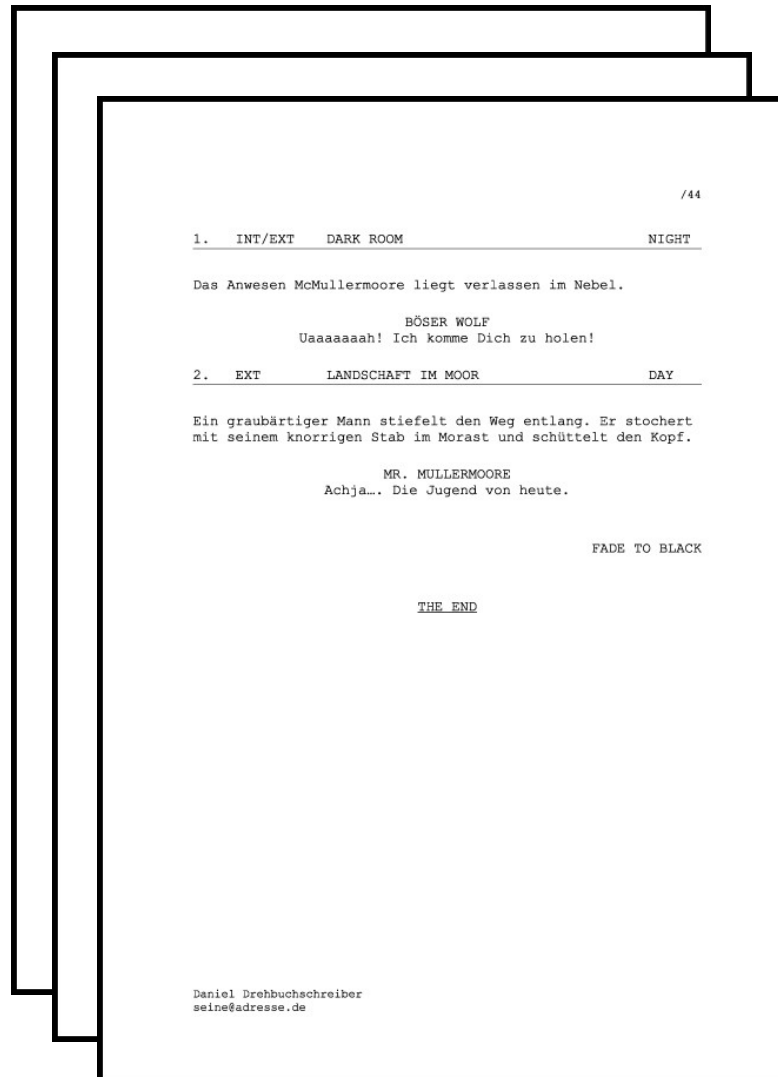 /44
1. INT/EXT DARK ROOM NIGHT
Das Anwesen McMullermoore liegt verlassen im Nebel.
BÖSER WOLF
Uaaaaaaah! Ich komme Dich zu holen!
2. EXT LANDSCHAFT IM MOOR DAY
Ein graubärtiger Mann stiefelt den Weg entlang. Er stochert
mit seinem knorrigen Stab im Morast und schüttelt den Kopf.
MR. MULLERMOORE
Achja…. Die Jugend von heute.
FADE TO BLACK
THE END
Daniel Drehbuchschreiber
seine@adresse.de